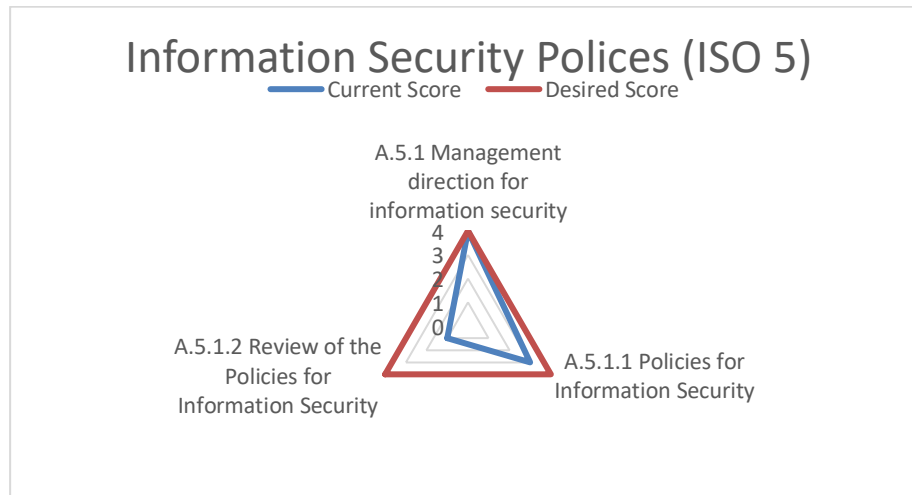 Information Security Polices (ISO 5)
Current Score Desired Score
A.5.1 Management
direction for
information security
4
3
2
1
0
A.5.1.2 Review of the
Policies for
Information Security
A.5.1.1 Policies for
Information Security